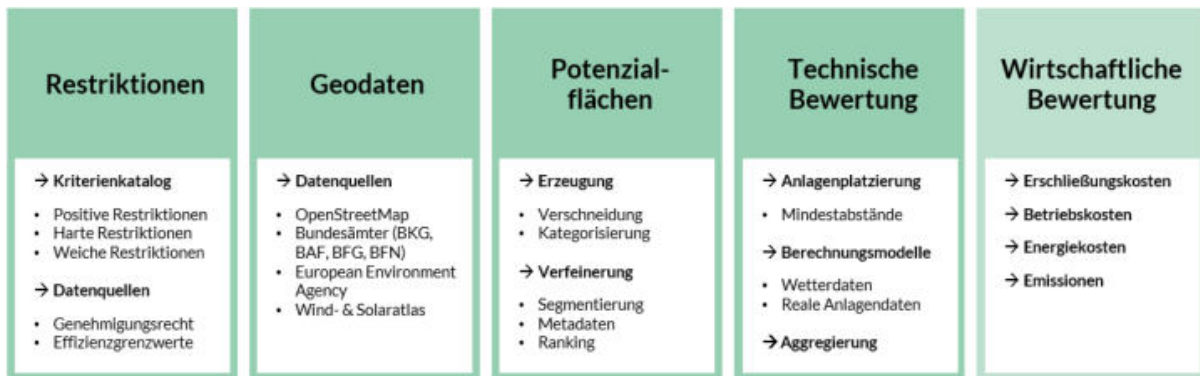 Restriktionen
→ Kriterienkatalog
• Positive Restriktionen
• Harte Restriktionen
• Weiche Restriktionen
→ Datenquellen
• Genehmigungsrecht
• Effizienzgrenzwerte
Geodaten
→ Datenquellen
• OpenStreetMap
• Bundesämter (BKG,
BAF, BFG, BFN)
• European Environment
Agency
• Wind- & Solaratlas
Potenzial-
flächen
→ Erzeugung
• Verschneidung
• Kategorisierung
→ Verfeinerung
• Segmentierung
• Metadaten
• Ranking
Technische
Bewertung
→ Anlagenplatzierung
• Mindestabstände
→ Berechnungsmodelle
• Wetterdaten
• Reale Anlagendaten
→ Aggregierung
Wirtschaftliche
Bewertung
→ Erschließungskosten
→ Betriebskosten
→ Energiekosten
→ Emissionen